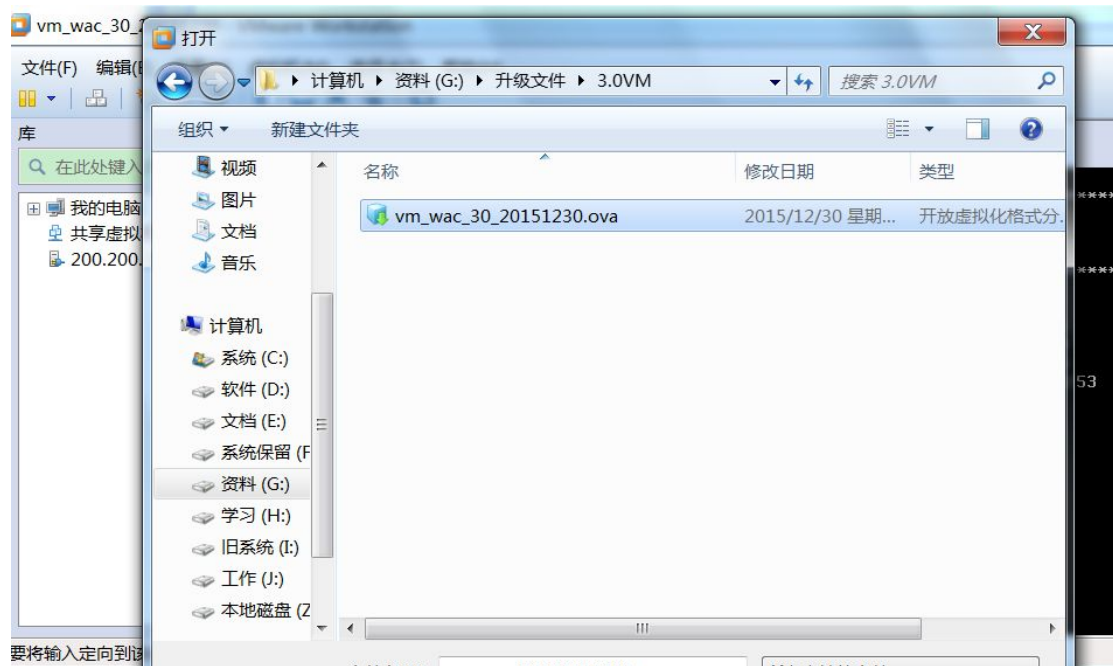 vm_wac_30_2
打开
文件(F) 编辑(E
计算机 资料 (G:) 升级文件 3.0VM
搜索 3.0VM
库
组织 新建文件夹
在此处键入
我的电脑
共享虚拟
200.200.
视频
图片
文档
音乐
计算机
系统 (C:)
软件 (D:)
文档 (E:)
系统保留 (F
资料 (G:)
学习 (H:)
旧系统 (I:)
工作 (J:)
本地磁盘 (Z
名称 修改日期 类型
vm_wac_30_20151230.ova 2015/12/30 星期... 开放虚拟化格式分.
****
****
53
要将输入定向到该